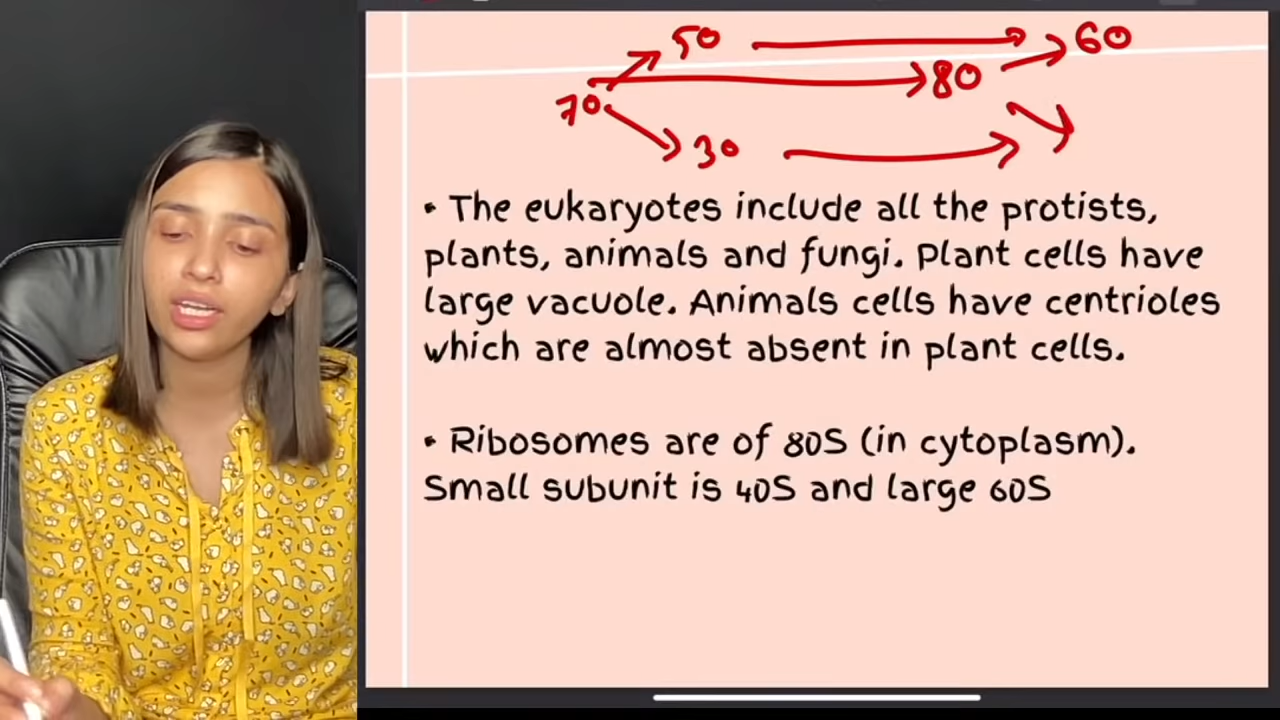 50 60
70 80
30
• The eukaryotes include all the protists,
plants, animals and fungi. Plant cells have
large vacuole. Animals cells have centrioles
which are almost absent in plant cells.
• Ribosomes are of 80S (in cytoplasm).
Small subunit is 40S and large 60S